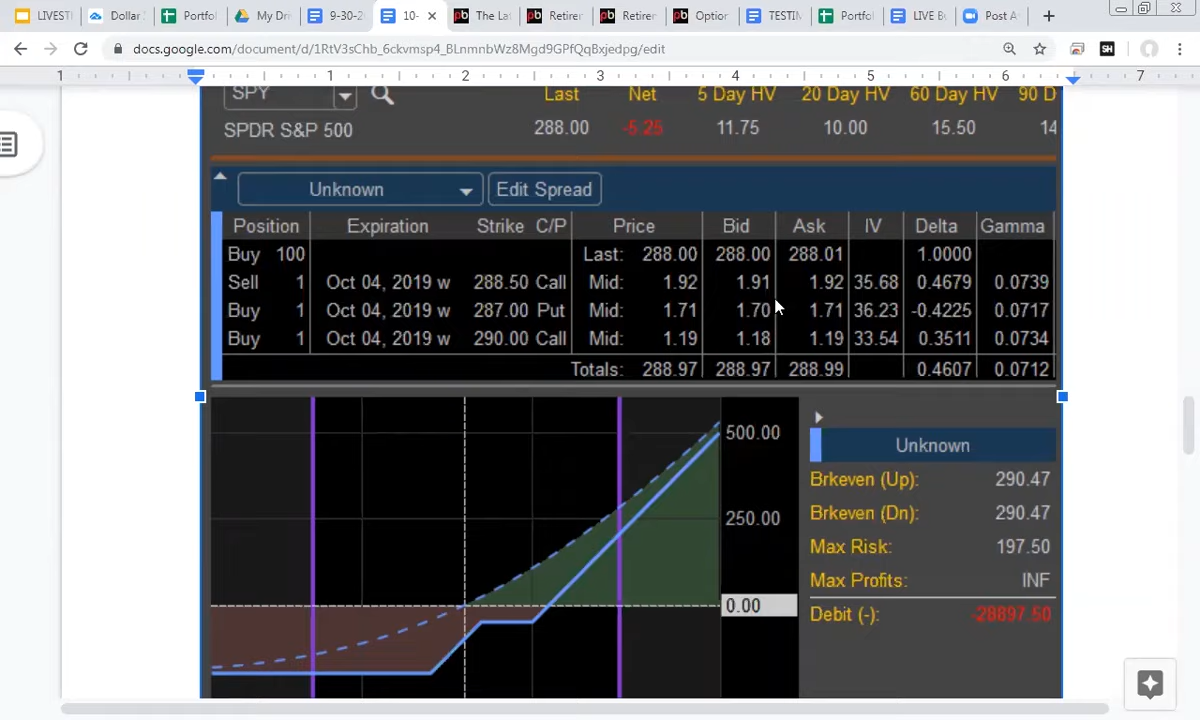 LIVEST
Dollar
Portfo
My Dri
9-30-2
10-
The La
Retirer
Retirer
Option
TESTIN
Portfo
LIVE B
Post A
docs.google.com/document/d/1RtV3sChb_6ckvmsp4_BLnmnbWz8Mgd9GPfQqBxjedpg/edit
SH
1 1 2 3 4 5 6 7
SPY Last Net 5 Day HV 20 Day HV 60 Day HV 90 D
SPDR S&P 500 288.00 -5.25 11.75 10.00 15.50 14
Unknown Edit Spread
Position Expiration Strike C/P Price Bid Ask IV Delta Gamma
Buy 100 Last: 288.00 288.00 288.01 1.0000
Sell 1 Oct 04, 2019 w 288.50 Call Mid: 1.92 1.91 1.92 35.68 0.4679 0.0739
Buy 1 Oct 04, 2019 w 287.00 Put Mid: 1.71 1.70 1.71 36.23 -0.4225 0.0717
Buy 1 Oct 04, 2019 w 290.00 Call Mid: 1.19 1.18 1.19 33.54 0.3511 0.0734
Totals: 288.97 288.97 288.99 0.4607 0.0712
500.00
250.00
0.00
Unknown
Brkeven (Up): 290.47
Brkeven (Dn): 290.47
Max Risk: 197.50
Max Profits: INF
Debit (-): -28897.50